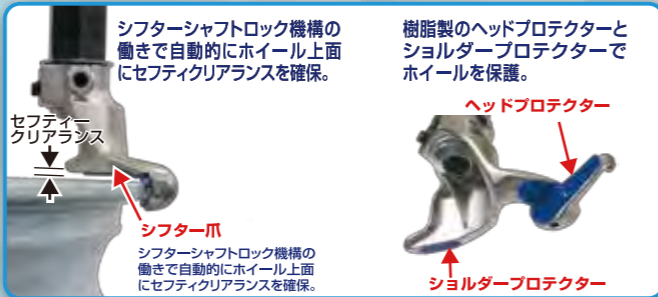 シフターシャフトロック機構の
働きで自動的にホイール上面
にセフティクリアランスを確保。
セフティー
クリアランス
シフター爪
シフターシャフトロック機構の
働きで自動的にホイール上面
にセフティクリアランスを確保。
樹脂製のヘッドプロテクターと
ショルダープロテクターで
ホイールを保護。
ヘッドプロテクター
ショルダープロテクター